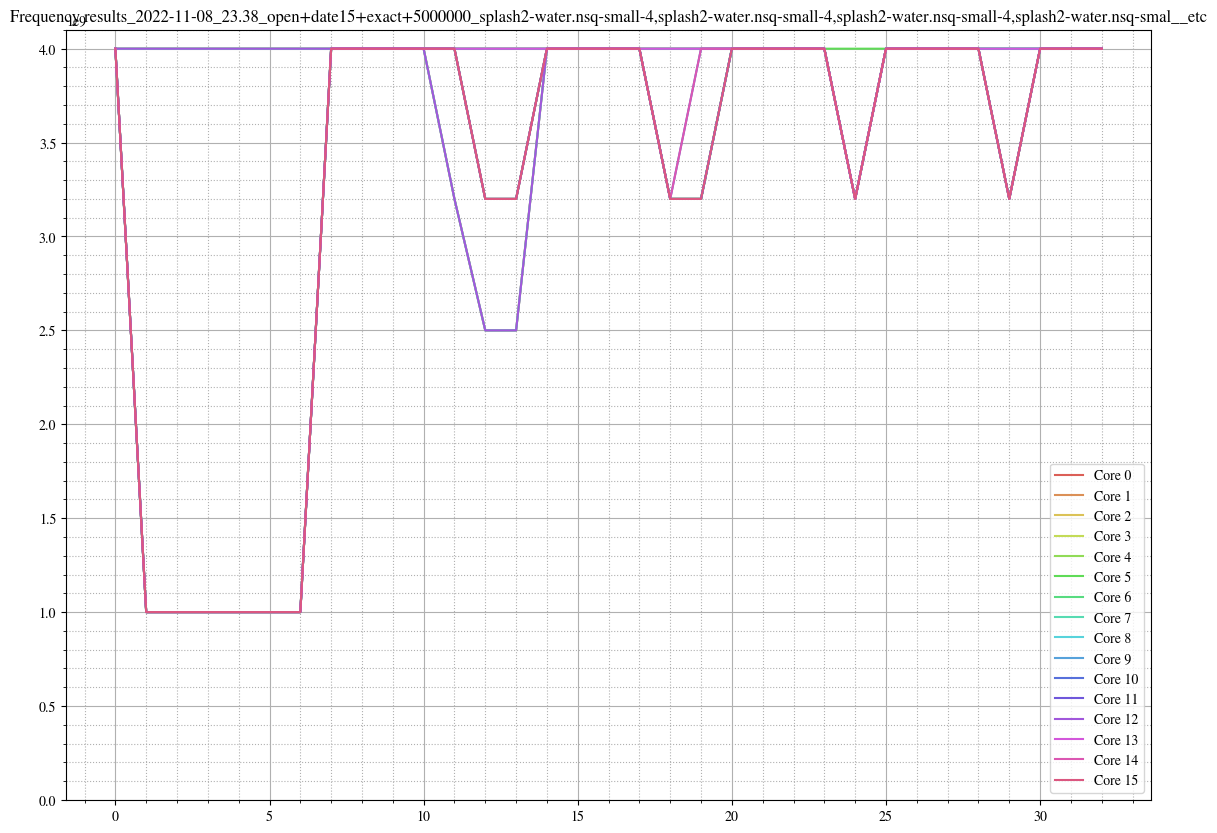 Frequency results_2022-11-08_23.38_open+date15+exact+5000000_splash2-water.nsq-small-4,splash2-water.nsq-small-4,splash2-water.nsq-small-4,splash2-water.nsq-smal__etc
1e9
4.0
3.5
3.0
2.5
2.0
1.5
1.0
0.5
0.0
0
5
10
15
20
25
30
Core 0
Core 1
Core 2
Core 3
Core 4
Core 5
Core 6
Core 7
Core 8
Core 9
Core 10
Core 11
Core 12
Core 13
Core 14
Core 15